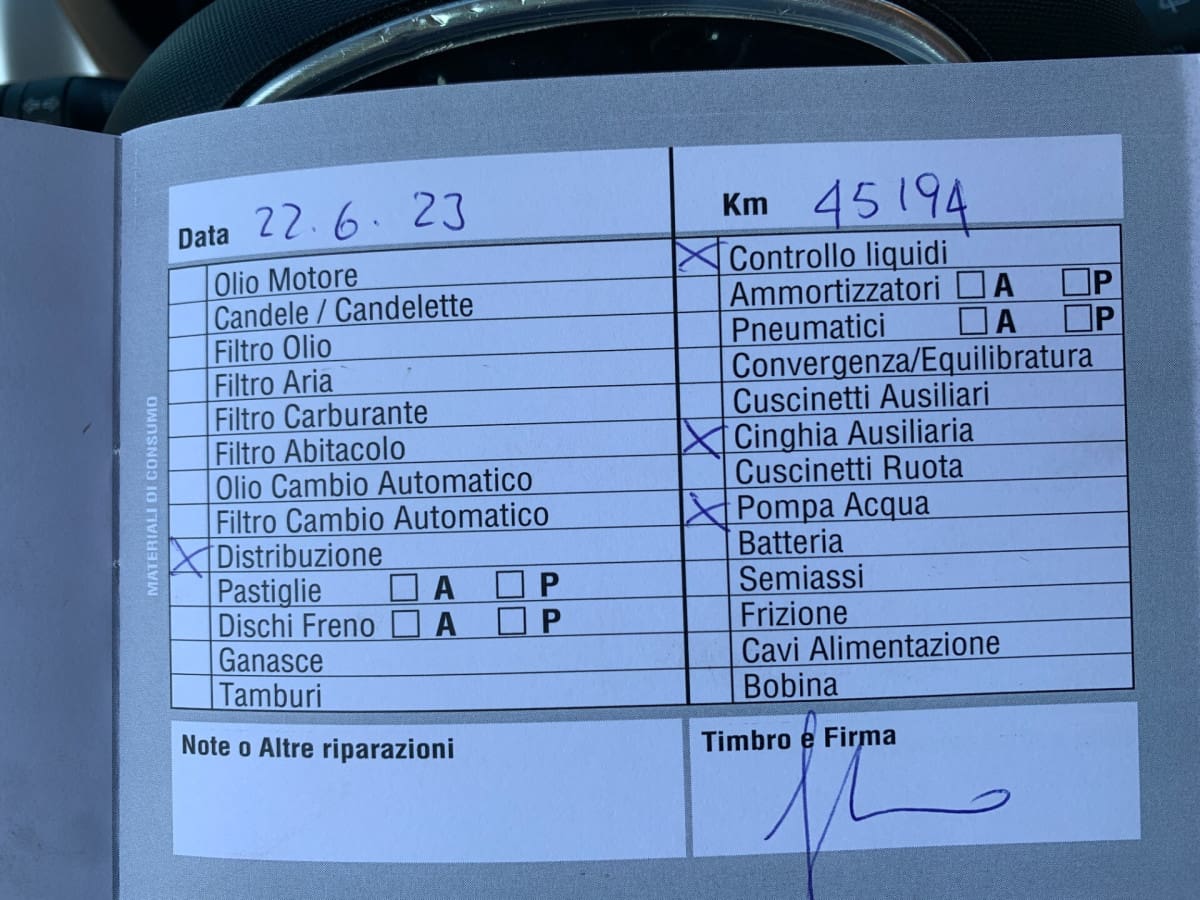 Data 22.6.23
Km 45194
Olio Motore
Candele / Candelette
Filtro Olio
Filtro Aria
Filtro Carburante
Filtro Abitacolo
Olio Cambio Automatico
Filtro Cambio Automatico
X Distribuzione
Pastiglie A P
Dischi Freno A P
Ganasce
Tamburi
X Controllo liquidi
Ammortizzatori A P
Pneumatici A P
Convergenza/Equilibratura
Cuscinetti Ausiliari
X Cinghia Ausiliaria
Cuscinetti Ruota
X Pompa Acqua
Batteria
Semiassi
Frizione
Cavi Alimentazione
Bobina
MATERIALI DI CONSUMO
Note o Altre riparazioni
Timbro e Firma